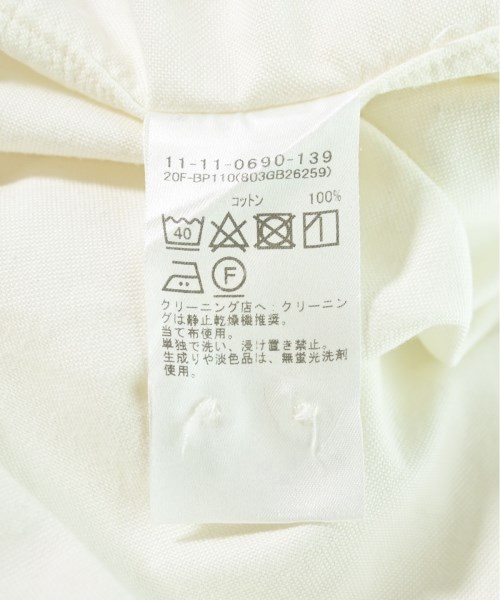 11-11-0690-139
20F-BP110(803GB26259)
コットン 100%
40
F
クリーニング店へ・クリーニン
グは静止乾燥機推奨。
当て布使用。
単独で洗い、浸け置き禁止。
生成りや淡色品は、無蛍光洗剤
使用。